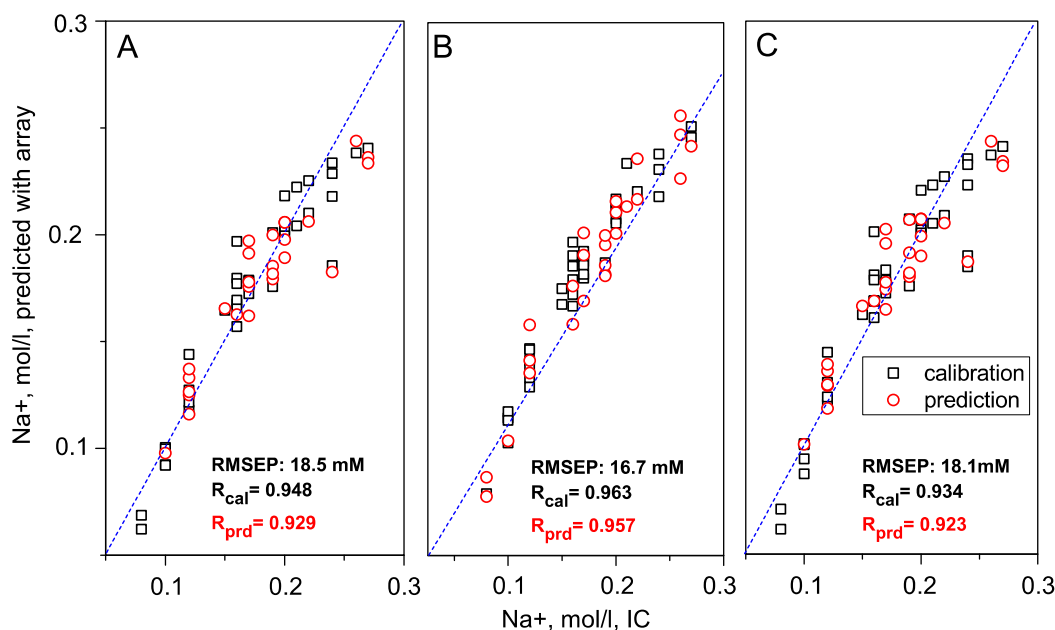 0.3
0.2
0.1
Na+, mol/l, predicted with array
A
RMSEP: 18.5 mM
Rcal= 0.948
Rprd= 0.929
0.1 0.2 0.3
B
RMSEP: 16.7 mM
Rcal= 0.963
Rprd= 0.957
0.1 0.2 0.3
C
calibration
prediction
RMSEP: 18.1mM
Rcal= 0.934
Rprd= 0.923
0.1 0.2 0.3
Na+, mol/l, IC